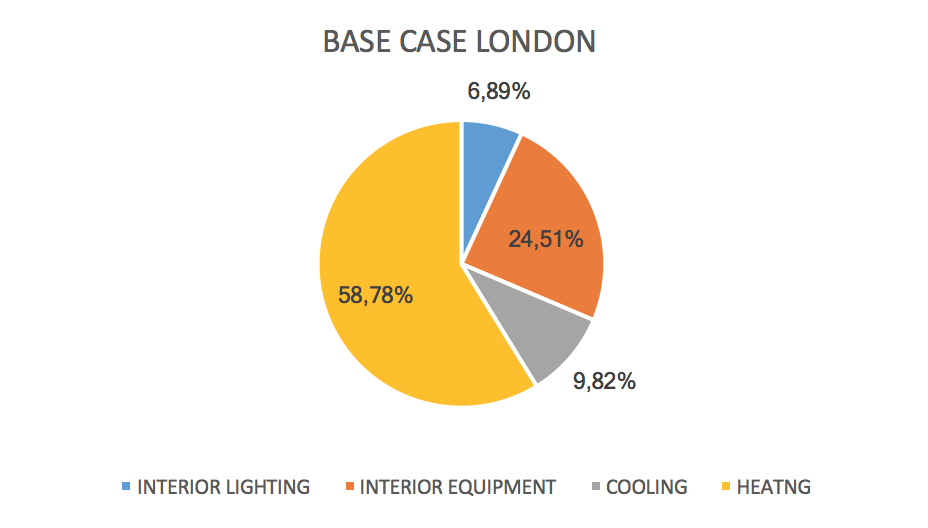 BASE CASE LONDON
6,89%
24,51%
58,78%
9,82%
INTERIOR LIGHTING INTERIOR EQUIPMENT COOLING HEATNG